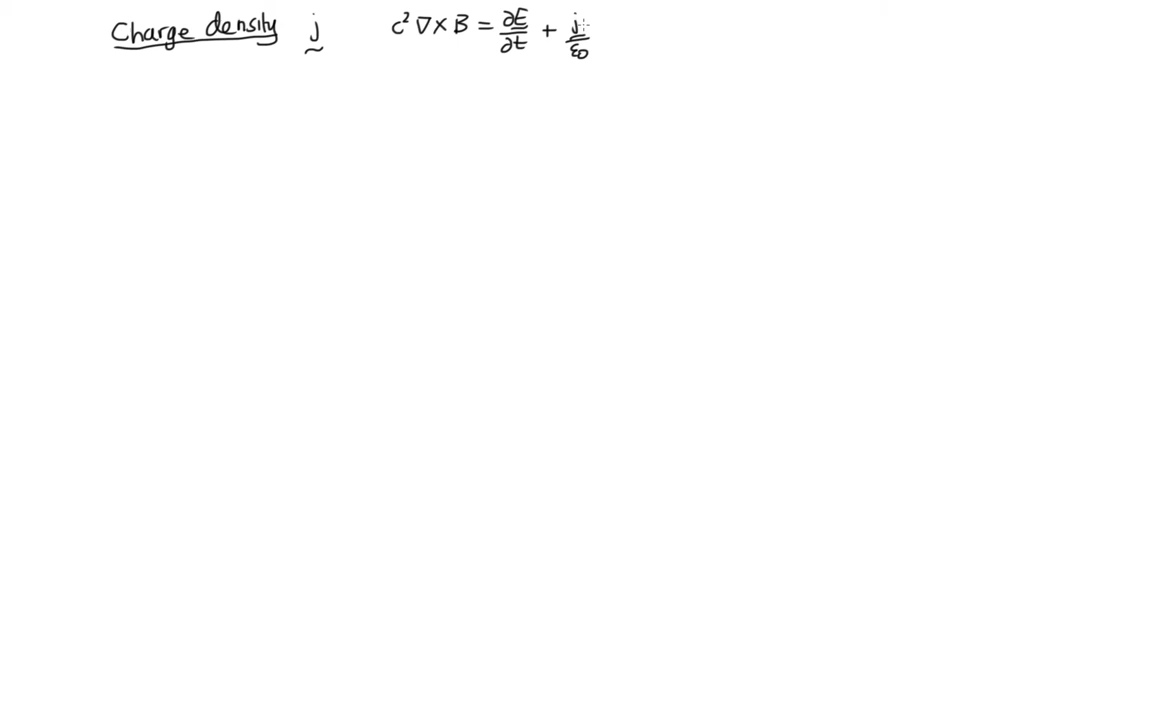 Charge density j c² ∇ × B = ∂E/∂t + j/ε₀